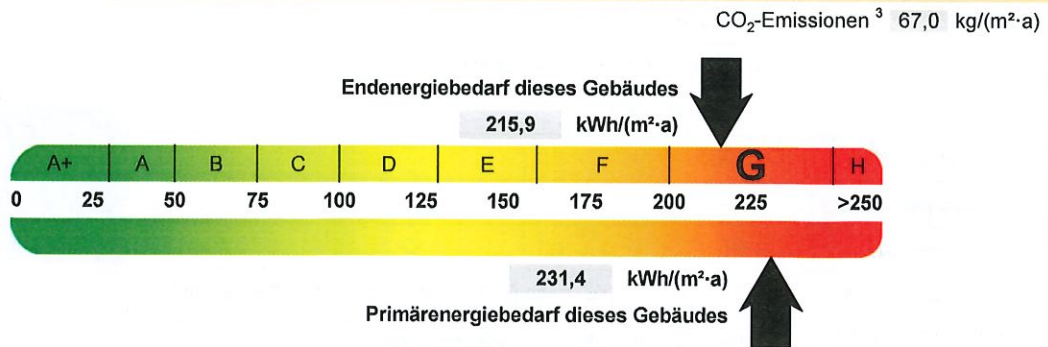 CO₂-Emissionen ³ 67,0 kg/(m²·a)
Endenergiebedarf dieses Gebäudes
215,9 kWh/(m²·a)
A+ A B C D E F G H
0 25 50 75 100 125 150 175 200 225 >250
231,4 kWh/(m²·a)
Primärenergiebedarf dieses Gebäudes